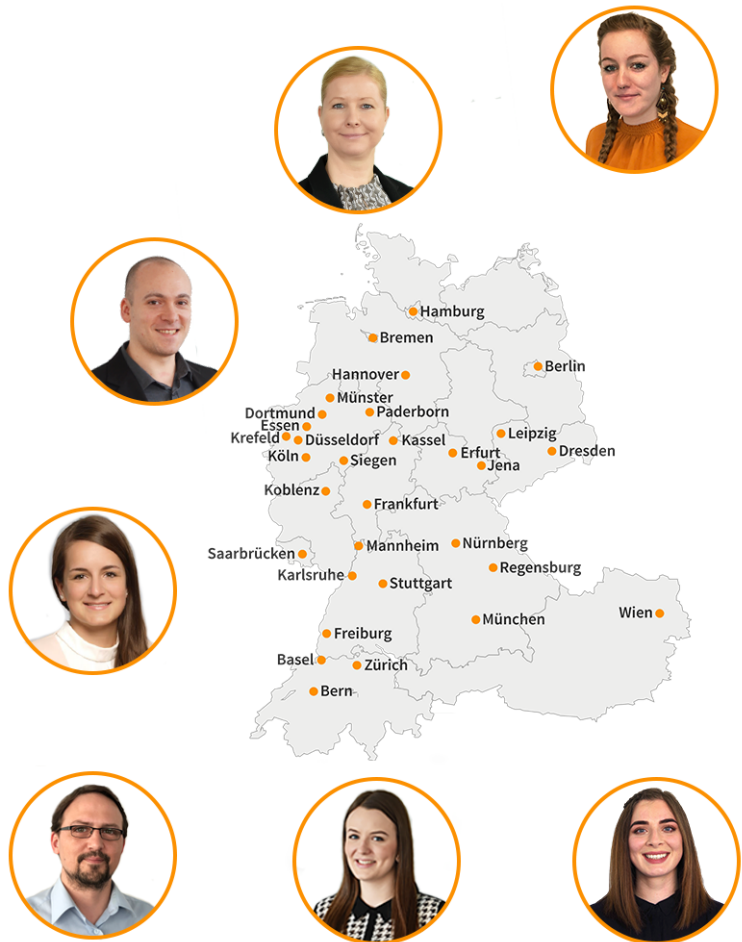 Hamburg
Bremen
Berlin
Hannover
Münster
Dortmund
Paderborn
Essen
Krefeld
Düsseldorf
Kassel
Leipzig
Köln
Siegen
Erfurt
Dresden
Jena
Koblenz
Frankfurt
Saarbrücken
Mannheim
Nürnberg
Karlsruhe
Regensburg
Stuttgart
Wien
München
Freiburg
Basel
Zürich
Bern